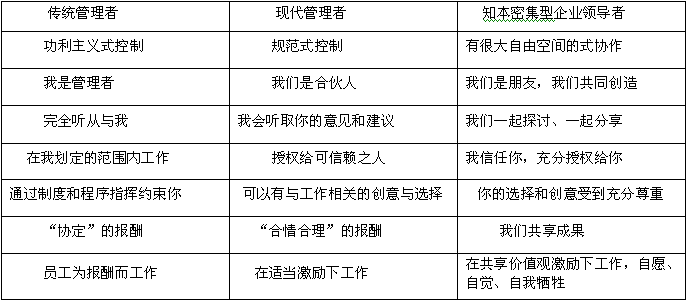 传统管理者 现代管理者 知本密集型企业领导者
功利主义式控制 规范式控制 有很大自由空间的式协作
我是管理者 我们是合伙人 我们是朋友，我们共同创造
完全听从与我 我会听取你的意见和建议 我们一起探讨、一起分享
在我划定的范围内工作 授权给可信赖之人 我信任你，充分授权给你
通过制度和程序指挥约束你 可以有与工作相关的创意与选择 你的选择和创意受到充分尊重
“协定”的报酬 “合情合理”的报酬 我们共享成果
员工为报酬而工作 在适当激励下工作 在共享价值观激励下工作，自愿、
自觉、自我牺牲